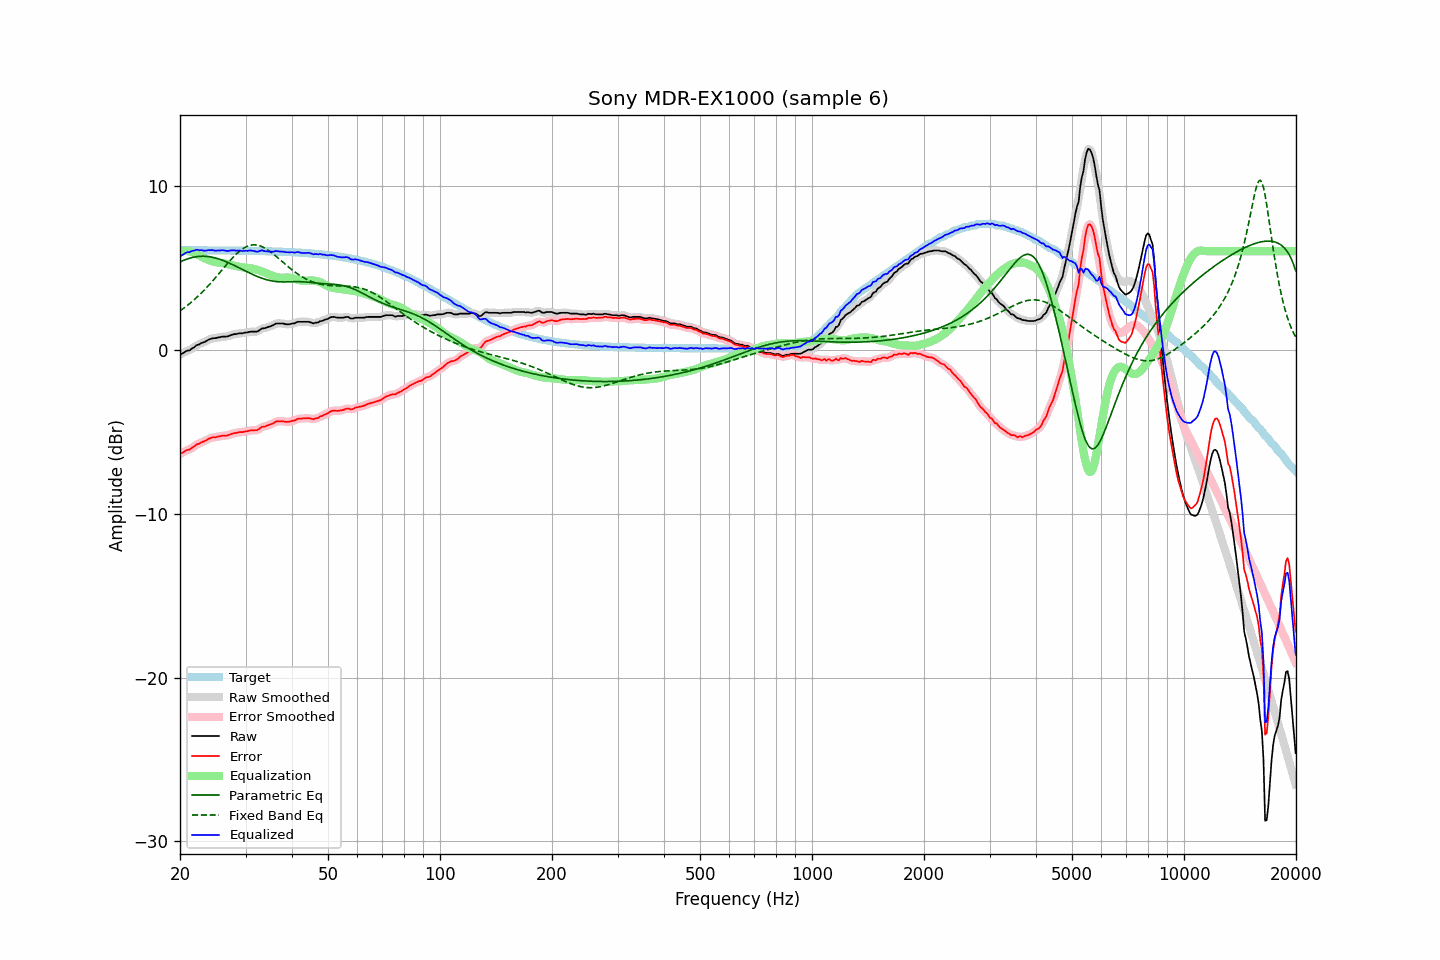 Sony MDR-EX1000 (sample 6)
Amplitude (dBr)
10
0
−10
−20
−30
Target
Raw Smoothed
Error Smoothed
Raw
Error
Equalization
Parametric Eq
Fixed Band Eq
Equalized
20 50 100 200 500 1000 2000 5000 10000 20000
Frequency (Hz)